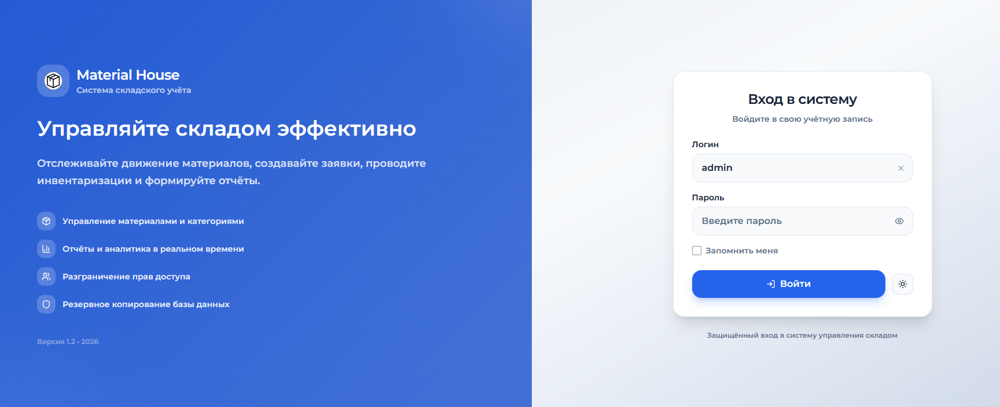 Material House
Система складского учёта
Управляйте складом эффективно
Отслеживайте движение материалов, создавайте заявки, проводите
инвентаризации и формируйте отчёты.
Управление материалами и категориями
Отчёты и аналитика в реальном времени
Разграничение прав доступа
Резервное копирование базы данных
Версия 1.2 • 2026
Вход в систему
Войдите в свою учётную запись
Логин
admin
Пароль
Введите пароль
Запомнить меня
Войти
Защищённый вход в систему управления складом